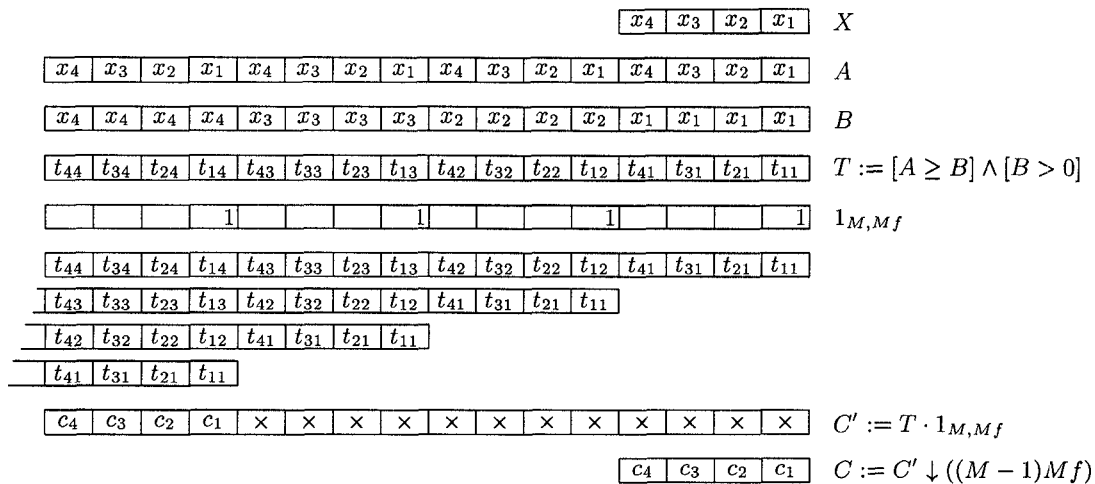 x₄ x₃ x₂ x₁ X
x₄ x₃ x₂ x₁ x₄ x₃ x₂ x₁ x₄ x₃ x₂ x₁ x₄ x₃ x₂ x₁ A
x₄ x₄ x₄ x₄ x₃ x₃ x₃ x₃ x₂ x₂ x₂ x₂ x₁ x₁ x₁ x₁ B
t₄₄ t₃₄ t₂₄ t₁₄ t₄₃ t₃₃ t₂₃ t₁₃ t₄₂ t₃₂ t₂₂ t₁₂ t₄₁ t₃₁ t₂₁ t₁₁ T := [A ≥ B] ∧ [B > 0]
1 1 1 1 1_{M,Mf}
t₄₄ t₃₄ t₂₄ t₁₄ t₄₃ t₃₃ t₂₃ t₁₃ t₄₂ t₃₂ t₂₂ t₁₂ t₄₁ t₃₁ t₂₁ t₁₁
t₄₃ t₃₃ t₂₃ t₁₃ t₄₂ t₃₂ t₂₂ t₁₂ t₄₁ t₃₁ t₂₁ t₁₁
t₄₂ t₃₂ t₂₂ t₁₂ t₄₁ t₃₁ t₂₁ t₁₁
t₄₁ t₃₁ t₂₁ t₁₁
c₄ c₃ c₂ c₁ × × × × × × × × × × × × C′ := T · 1_{M,Mf}
c₄ c₃ c₂ c₁ C := C′ ↓ ((M − 1)Mf)